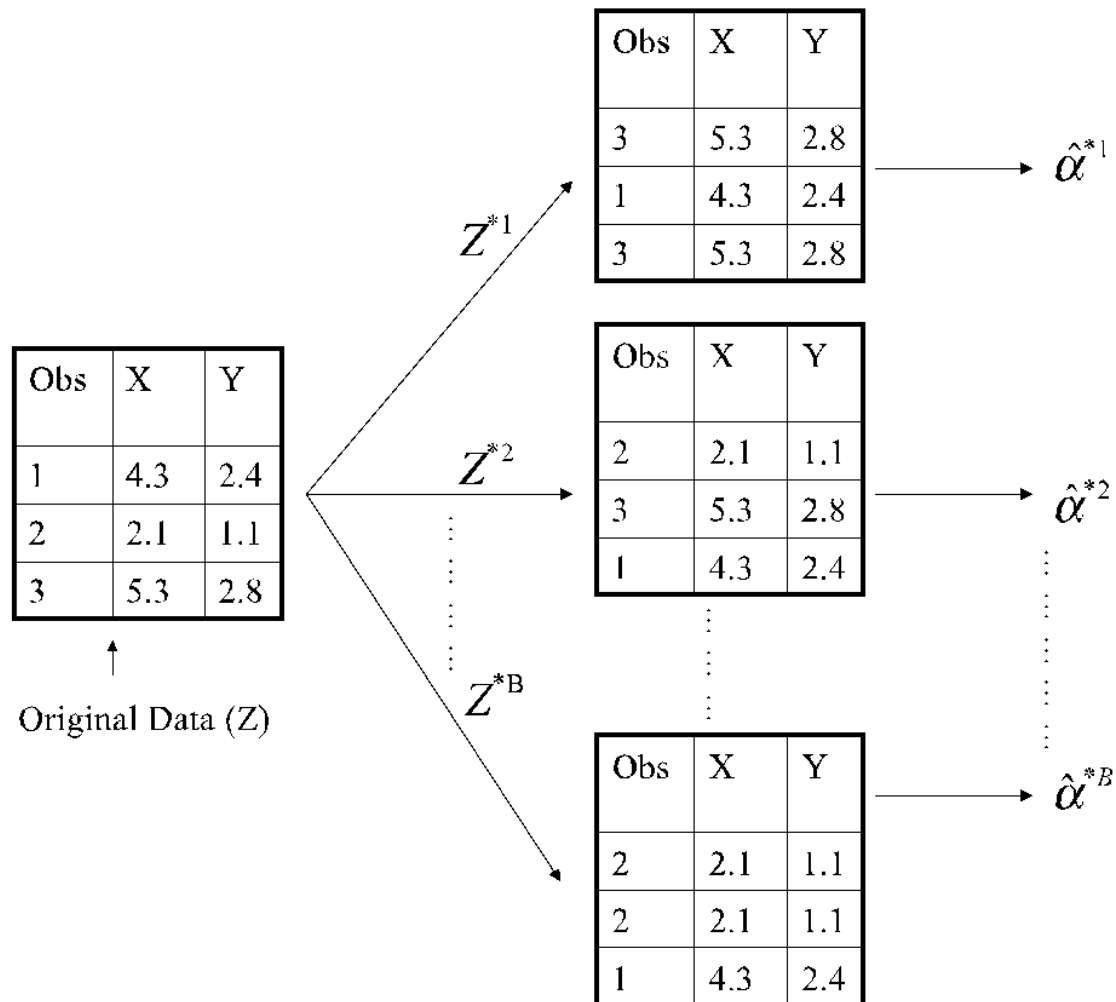 Obs X Y
1 4.3 2.4
2 2.1 1.1
3 5.3 2.8
Original Data (Z)
Z*1
Obs X Y
3 5.3 2.8
1 4.3 2.4
3 5.3 2.8
α̂*1
Z*2
Obs X Y
2 2.1 1.1
3 5.3 2.8
1 4.3 2.4
α̂*2
Z*B
Obs X Y
2 2.1 1.1
2 2.1 1.1
1 4.3 2.4
α̂*B